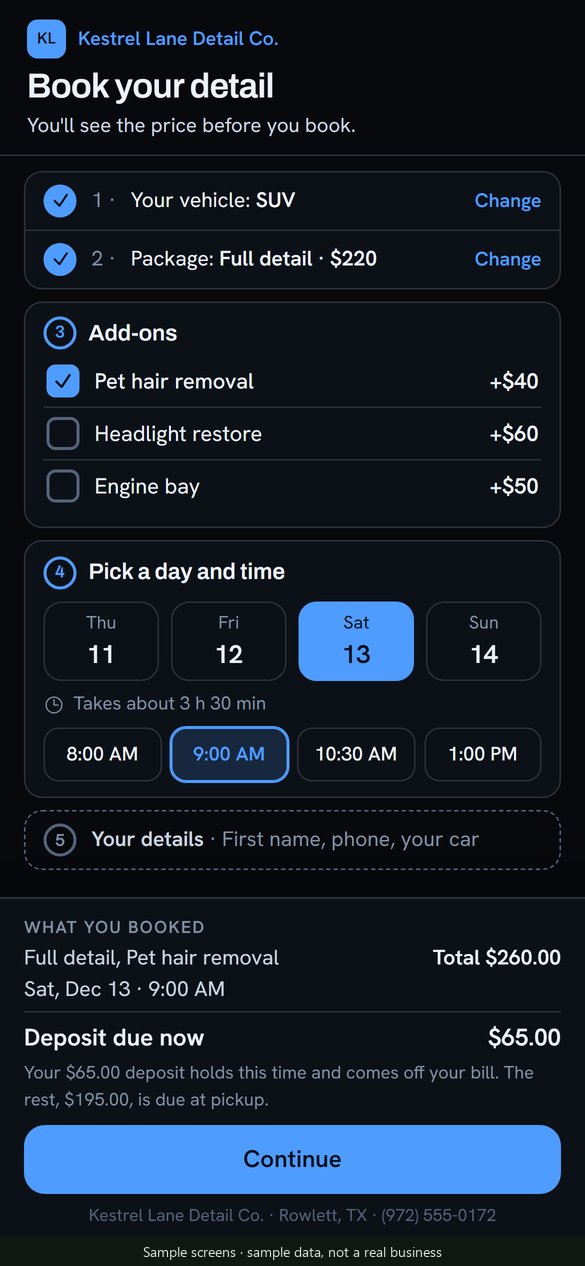 KL
Kestrel Lane Detail Co.
Book your detail
You'll see the price before you book.
1 · Your vehicle: SUV Change
2 · Package: Full detail · $220 Change
3 Add-ons
Pet hair removal +$40
Headlight restore +$60
Engine bay +$50
4 Pick a day and time
Thu Fri Sat Sun
11 12 13 14
Takes about 3 h 30 min
8:00 AM 9:00 AM 10:30 AM 1:00 PM
5 Your details · First name, phone, your car
WHAT YOU BOOKED
Full detail, Pet hair removal Total $260.00
Sat, Dec 13 · 9:00 AM
Deposit due now $65.00
Your $65.00 deposit holds this time and comes off your bill. The
rest, $195.00, is due at pickup.
Continue
Kestrel Lane Detail Co. · Rowlett, TX · (972) 555-0172
Sample screens · sample data, not a real business